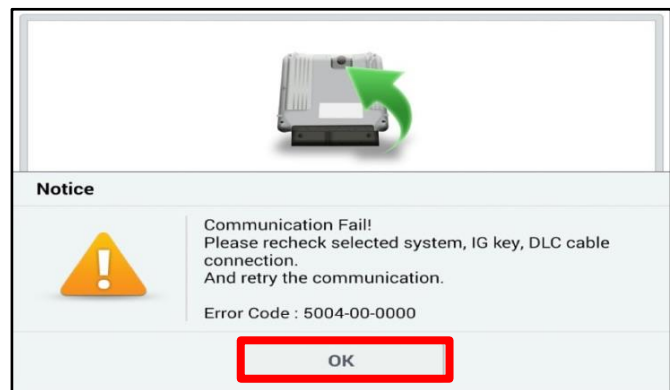 Notice
Communication Fail!
Please recheck selected system, IG key, DLC cable
connection.
And retry the communication.
Error Code : 5004-00-0000
OK